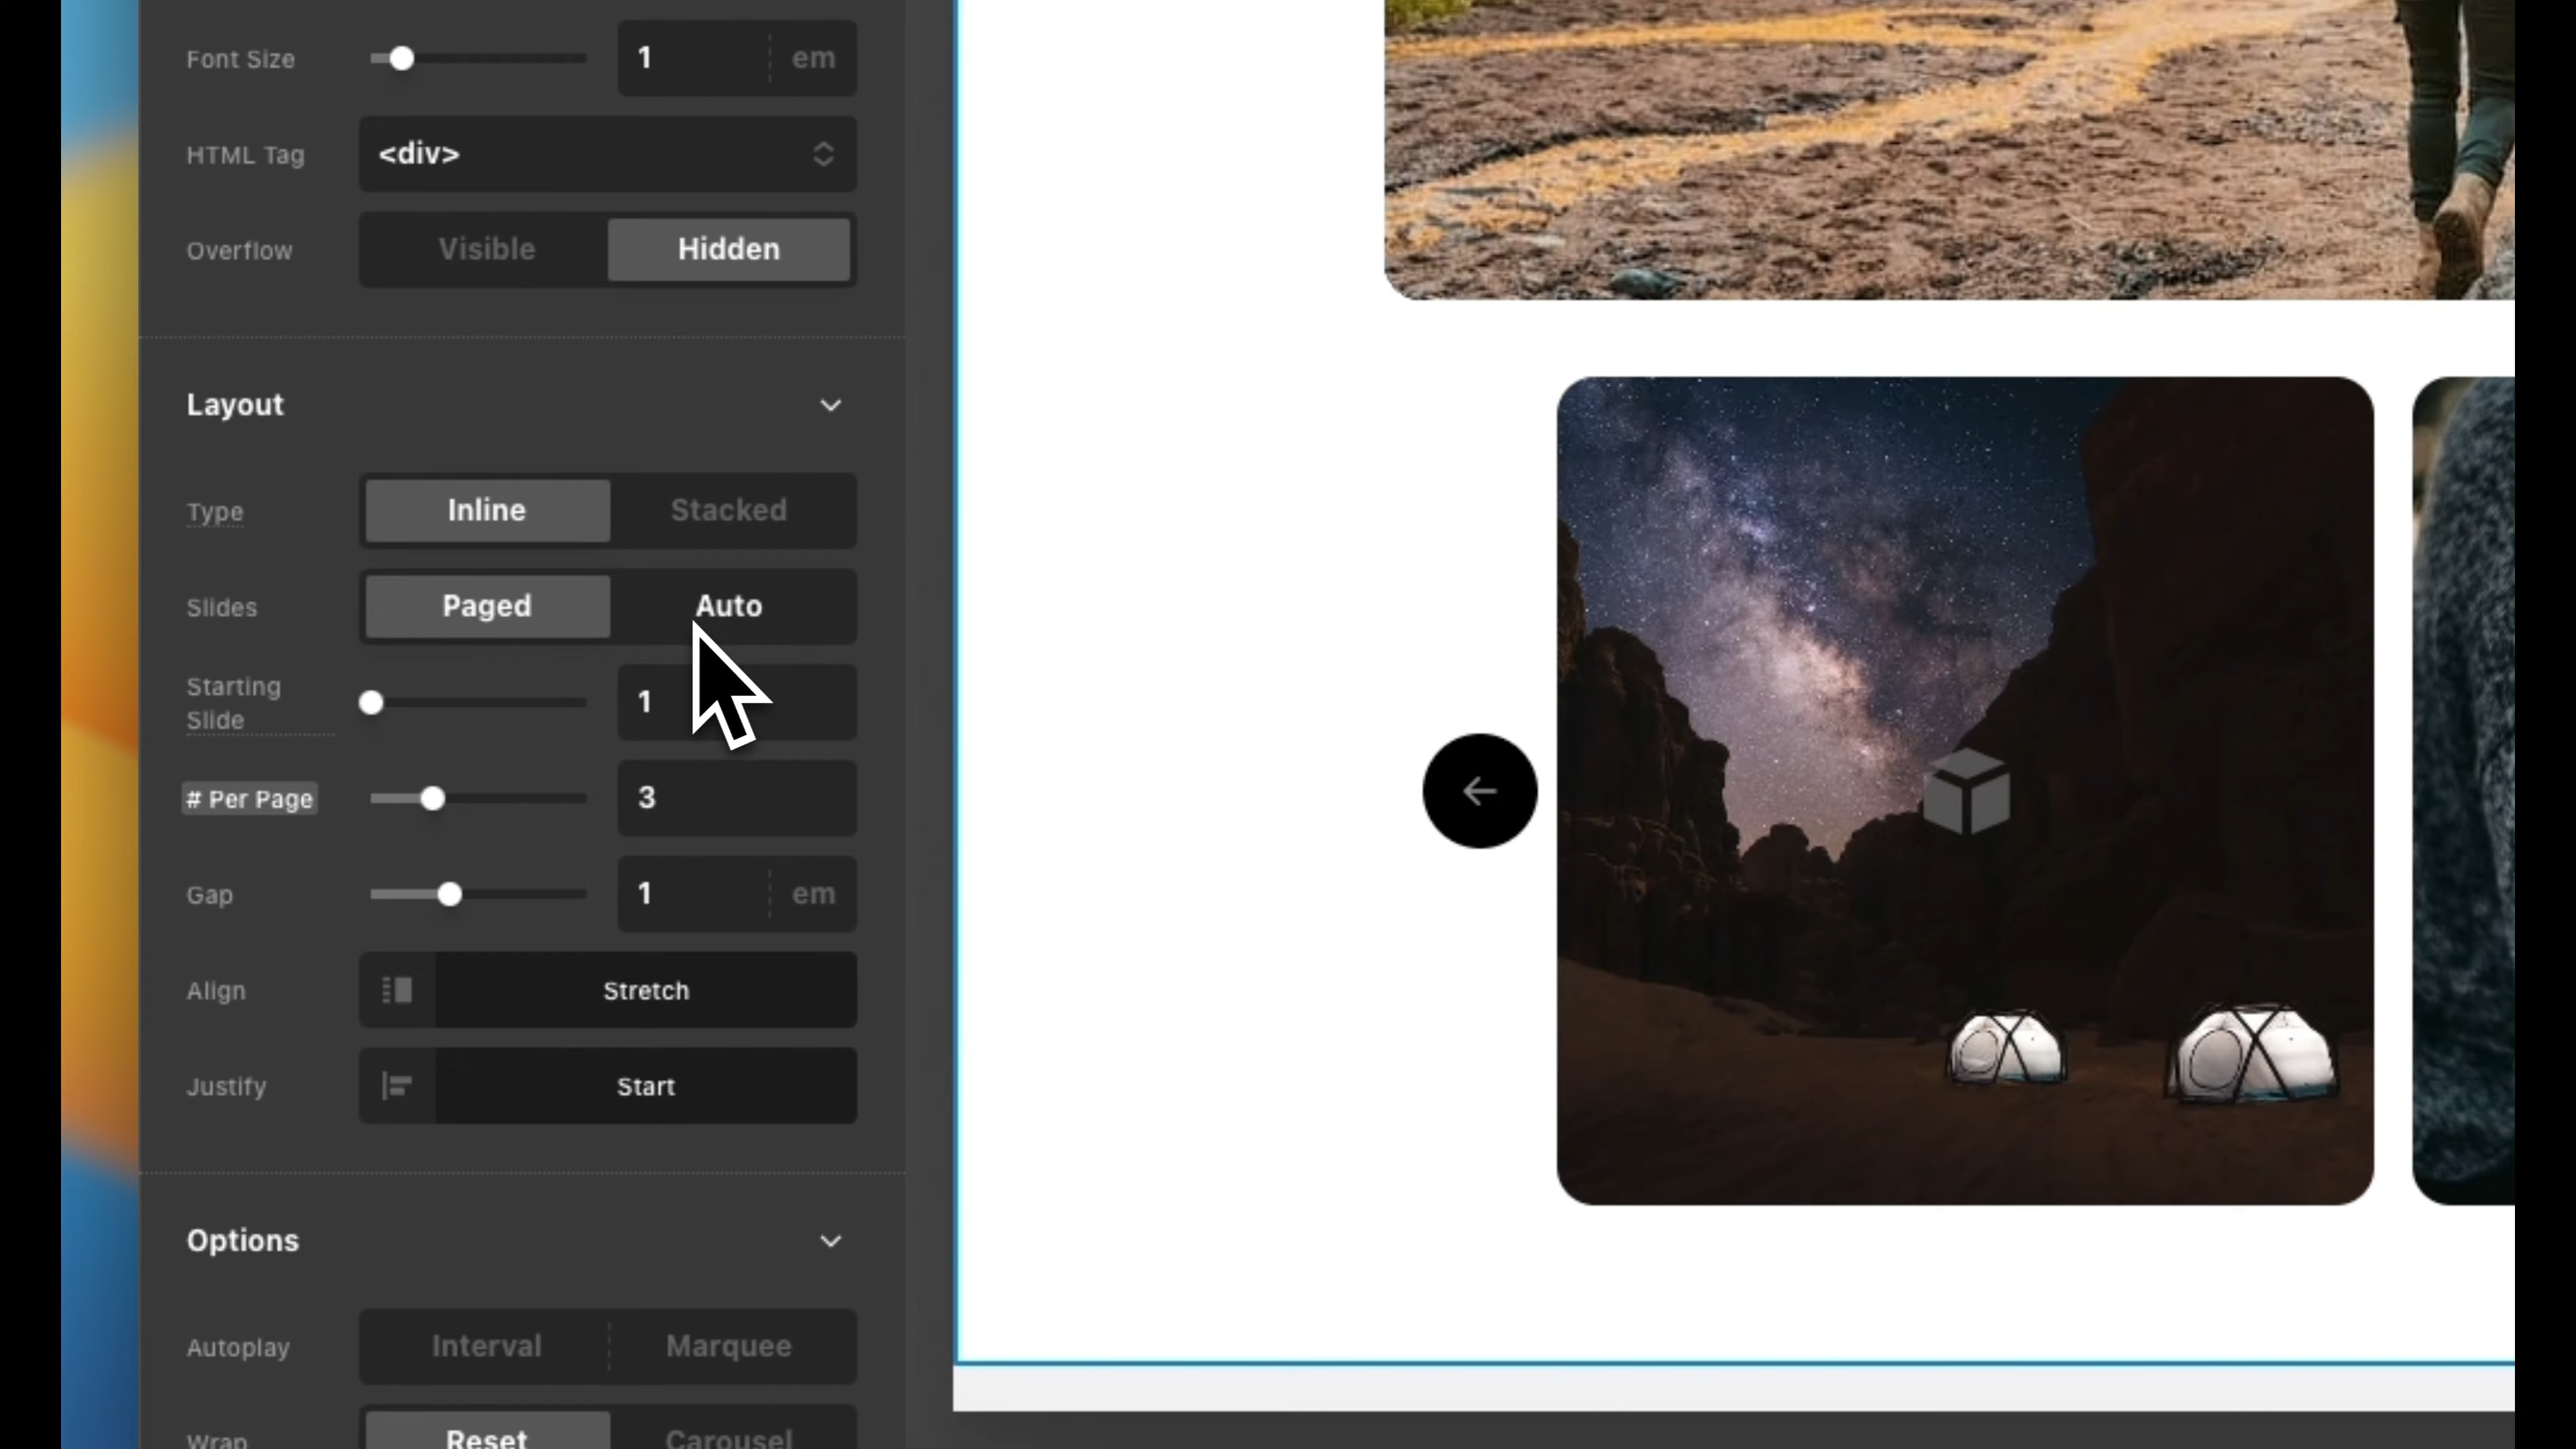 Font Size 1 em
HTML Tag <div>
Overflow Visible Hidden
Layout
Type Inline Stacked
Slides Paged Auto
Starting
Slide 1
# Per Page 3
Gap 1 em
Align Stretch
Justify Start
Options
Autoplay Interval Marquee
Wrap Reset Carousel